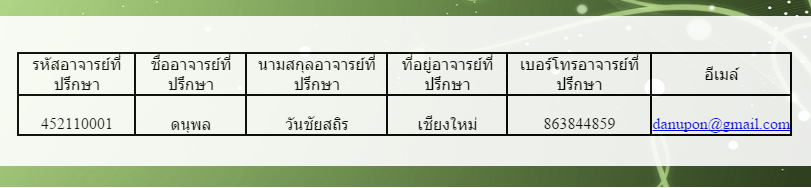 รหัสอาจารย์ที่ปรึกษา ชื่ออาจารย์ที่ปรึกษา นามสกุลอาจารย์ที่ปรึกษา ที่อยู่อาจารย์ที่ปรึกษา เบอร์โทรอาจารย์ที่ปรึกษา อีเมล์
452110001 ดนุพล วันชัยสถิร เชียงใหม่ 863844859 danupon@gmail.com